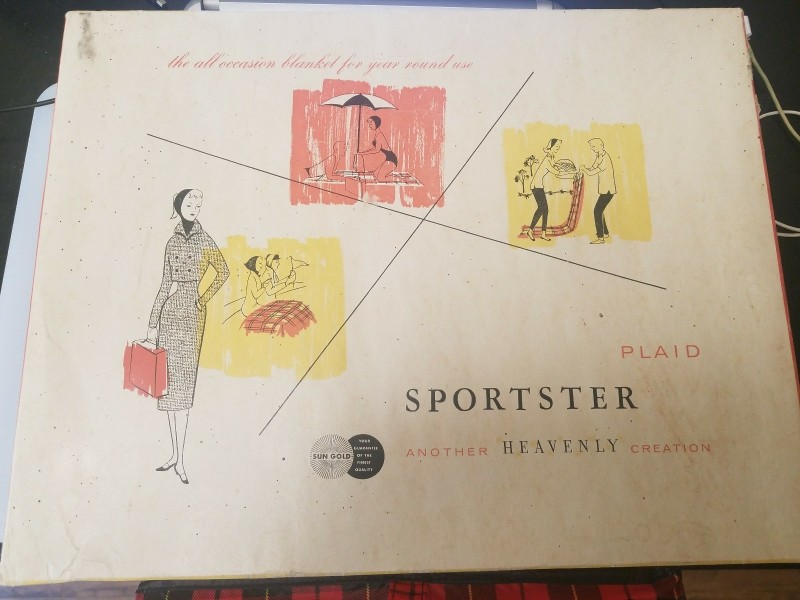 the all occasion blanket for year round use
PLAID
SPORTSTER
ANOTHER HEAVENLY CREATION
SUN GOLD
YOUR
GUARANTEE
OF THE
FINEST
QUALITY